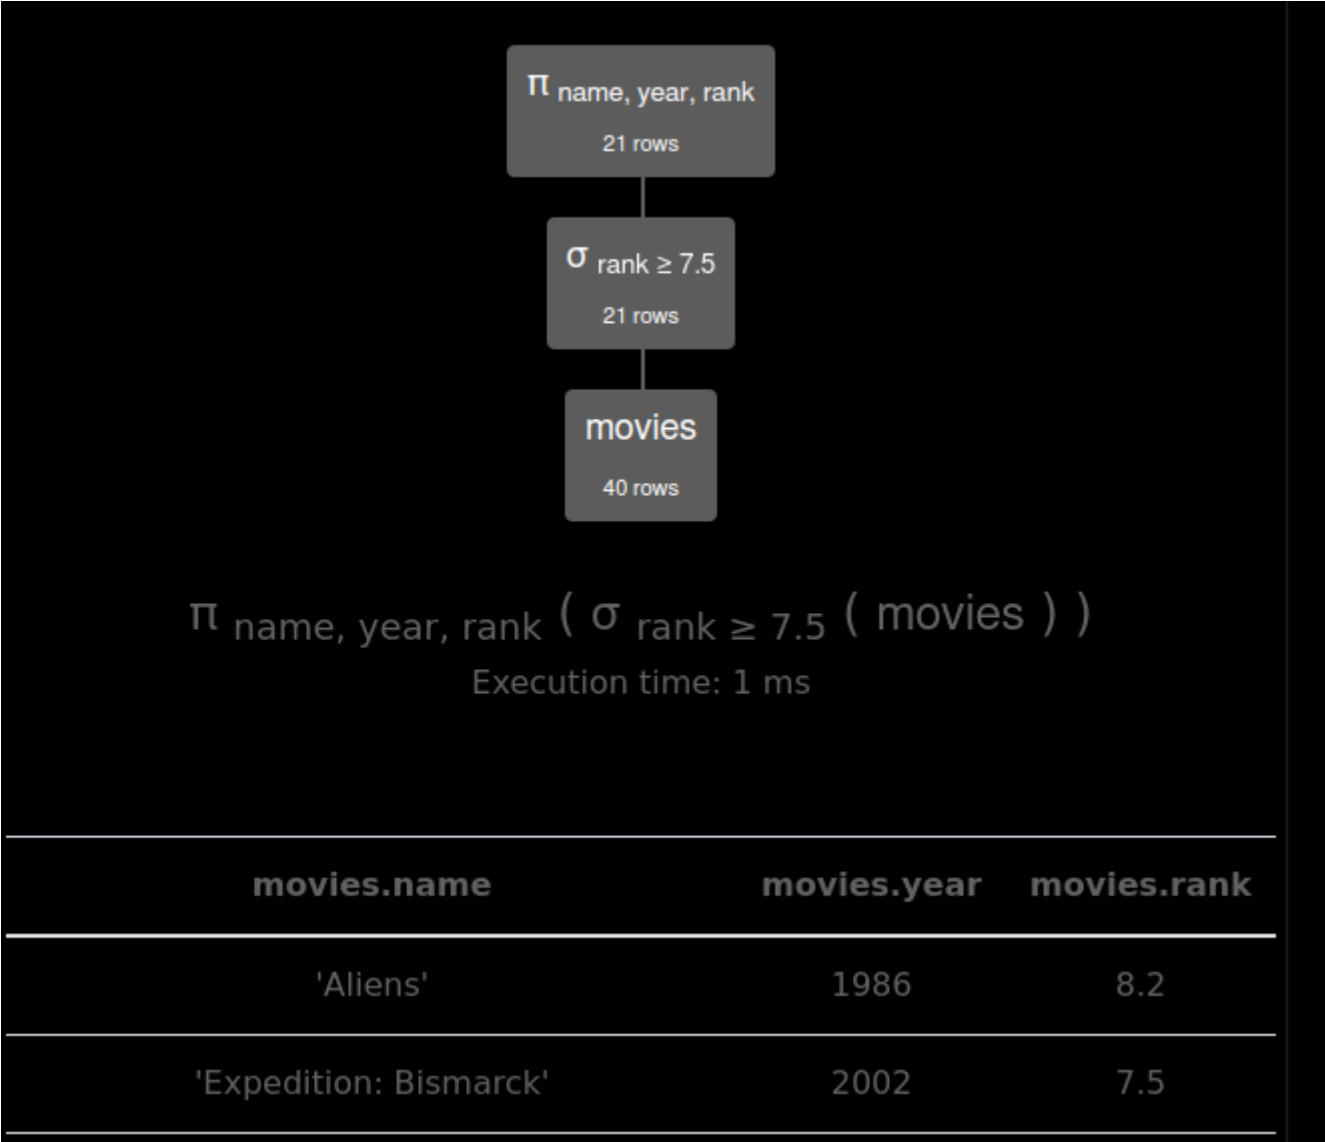 π name, year, rank
21 rows
σ rank ≥ 7.5
21 rows
movies
40 rows
π name, year, rank ( σ rank ≥ 7.5 ( movies ) )
Execution time: 1 ms
movies.name movies.year movies.rank
'Aliens' 1986 8.2
'Expedition: Bismarck' 2002 7.5